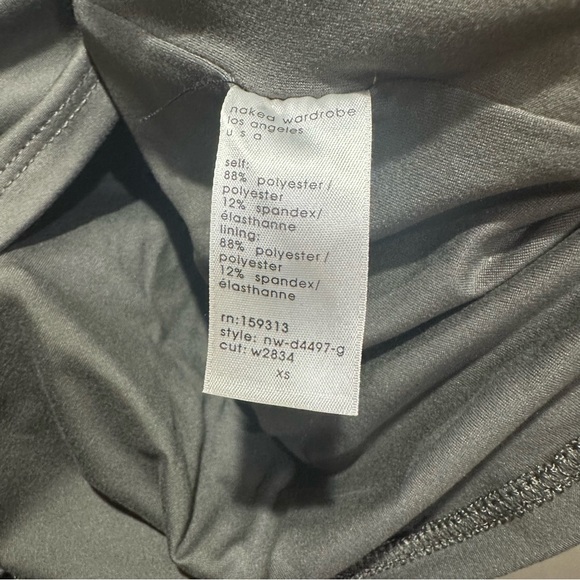 naked wardrobe
los angeles
u s a
self:
88% polyester /
polyester
12% spandex/
élasthanne
lining:
88% polyester /
polyester
12% spandex/
élasthanne
rn:159313
style: nw-d4497-g
cut: w2834
xs